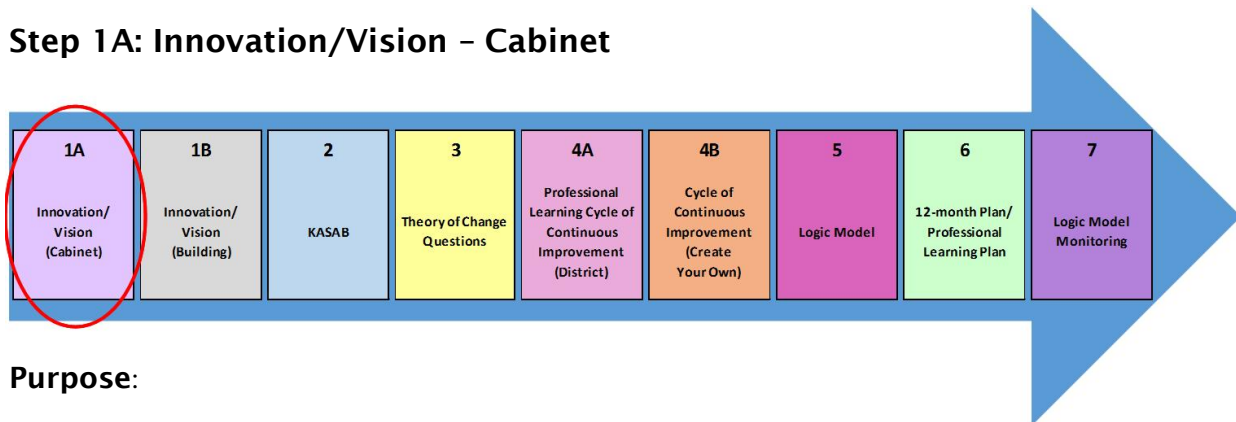 Step 1A: Innovation/Vision – Cabinet
1A
Innovation/
Vision
(Cabinet)
1B
Innovation/
Vision
(Building)
2
KASAB
3
Theory of Change
Questions
4A
Professional
Learning Cycle of
Continuous
Improvement
(District)
4B
Cycle of
Continuous
Improvement
(Create
Your Own)
5
Logic Model
6
12-month Plan/
Professional
Learning Plan
7
Logic Model
Monitoring
Purpose: